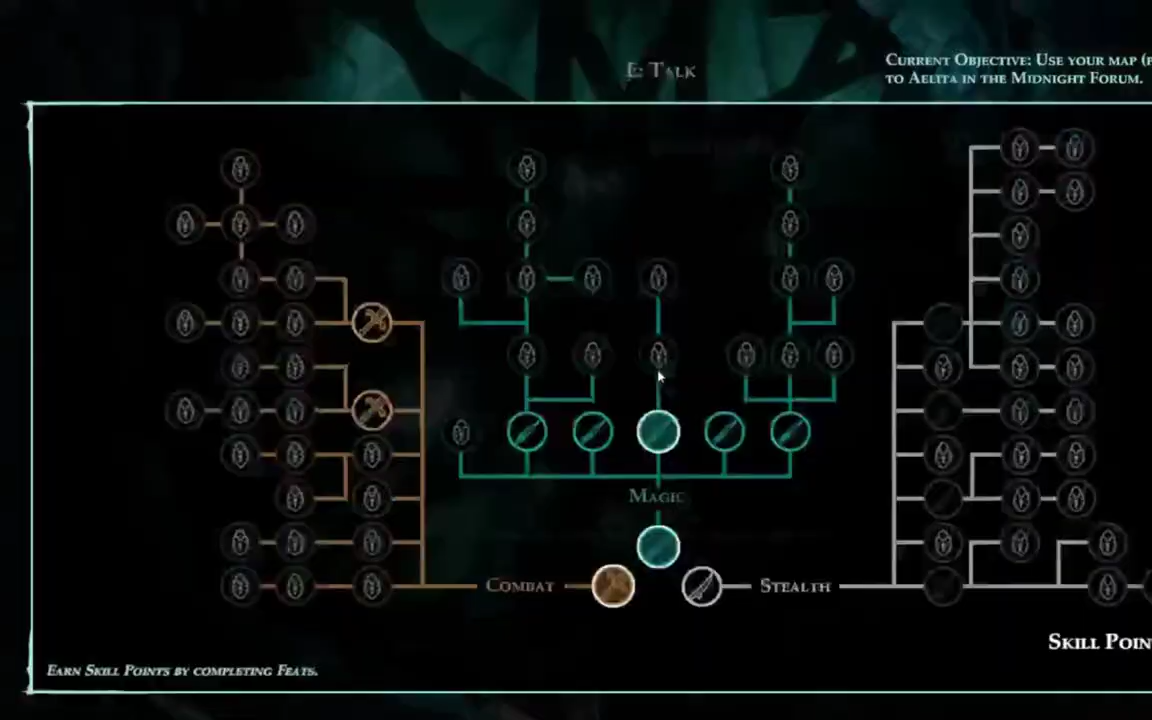 E: Talk
Current Objective: Use your map
to Aelita in the Midnight Forum.
Magic
Combat
Stealth
Skill
Earn Skill Points by completing Feats.